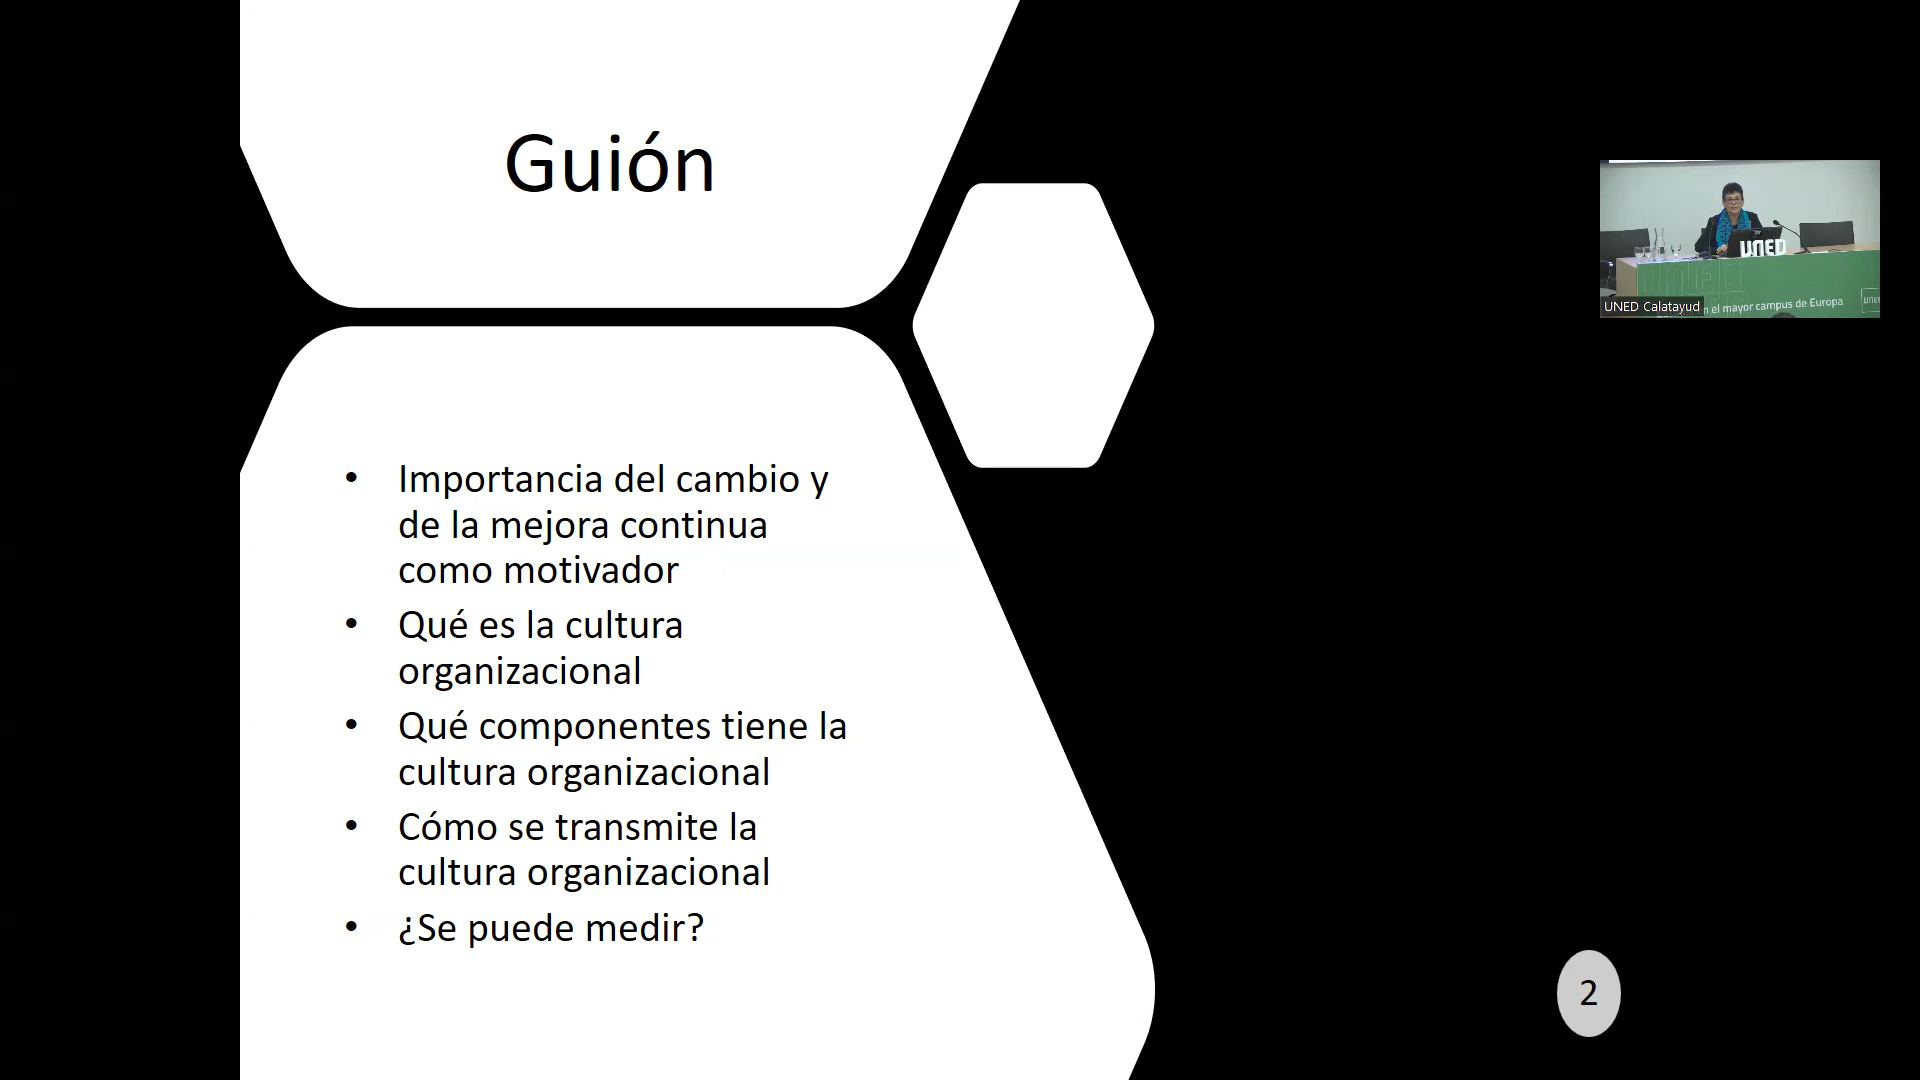 Guión
• Importancia del cambio y
de la mejora continua
como motivador
• Qué es la cultura
organizacional
• Qué componentes tiene la
cultura organizacional
• Cómo se transmite la
cultura organizacional
• ¿Se puede medir?
2
UNED
el mayor campus de Europa
UNED Calatayud